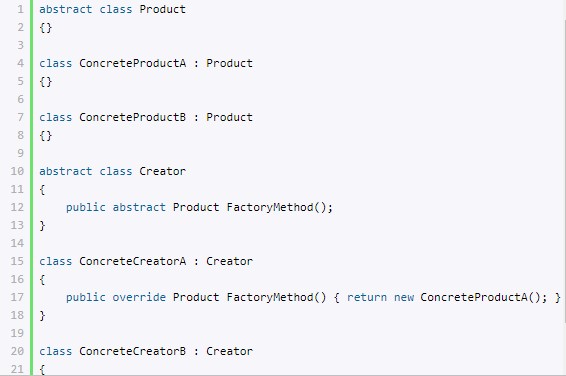 1 abstract class Product
2 {}
3
4 class ConcreteProductA : Product
5 {}
6
7 class ConcreteProductB : Product
8 {}
9
10 abstract class Creator
11 {
12     public abstract Product FactoryMethod();
13 }
14
15 class ConcreteCreatorA : Creator
16 {
17     public override Product FactoryMethod() { return new ConcreteProductA(); }
18 }
19
20 class ConcreteCreatorB : Creator
21 {